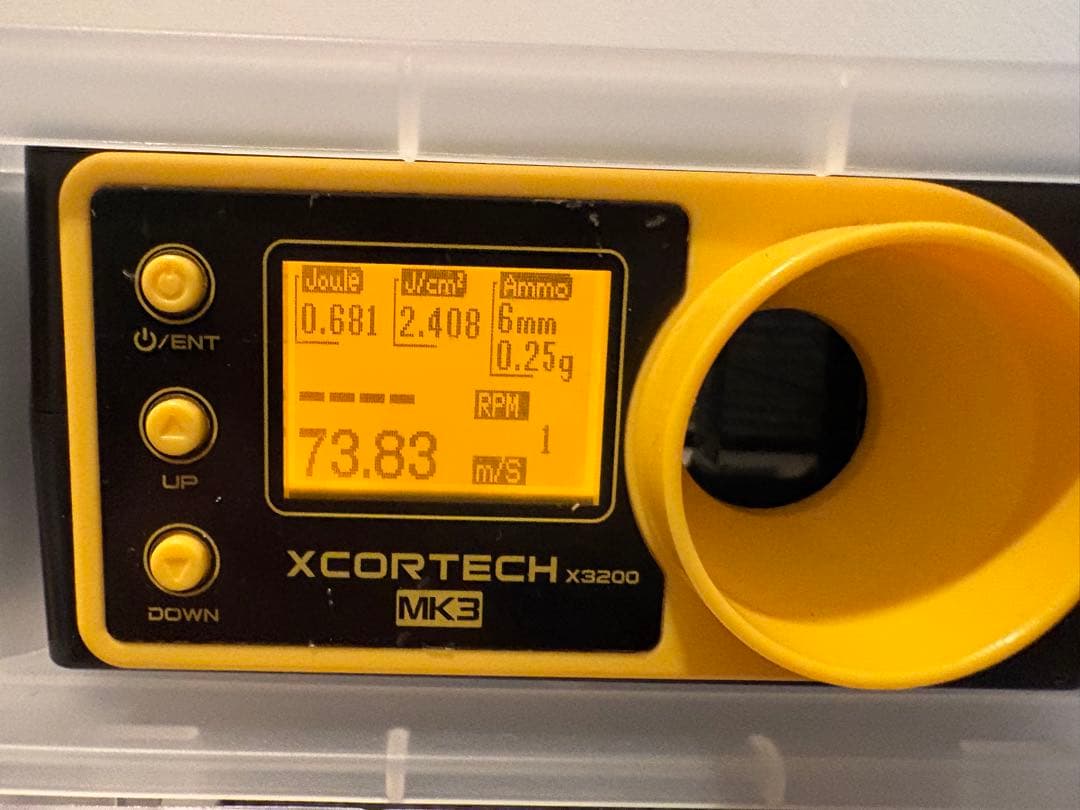 Joule J/cm² Ammo
0.681 2.408 6mm
0.25g
---- RPM
73.83 m/S 1
⏻/ENT
UP
DOWN
XCORTECH X3200
MK3